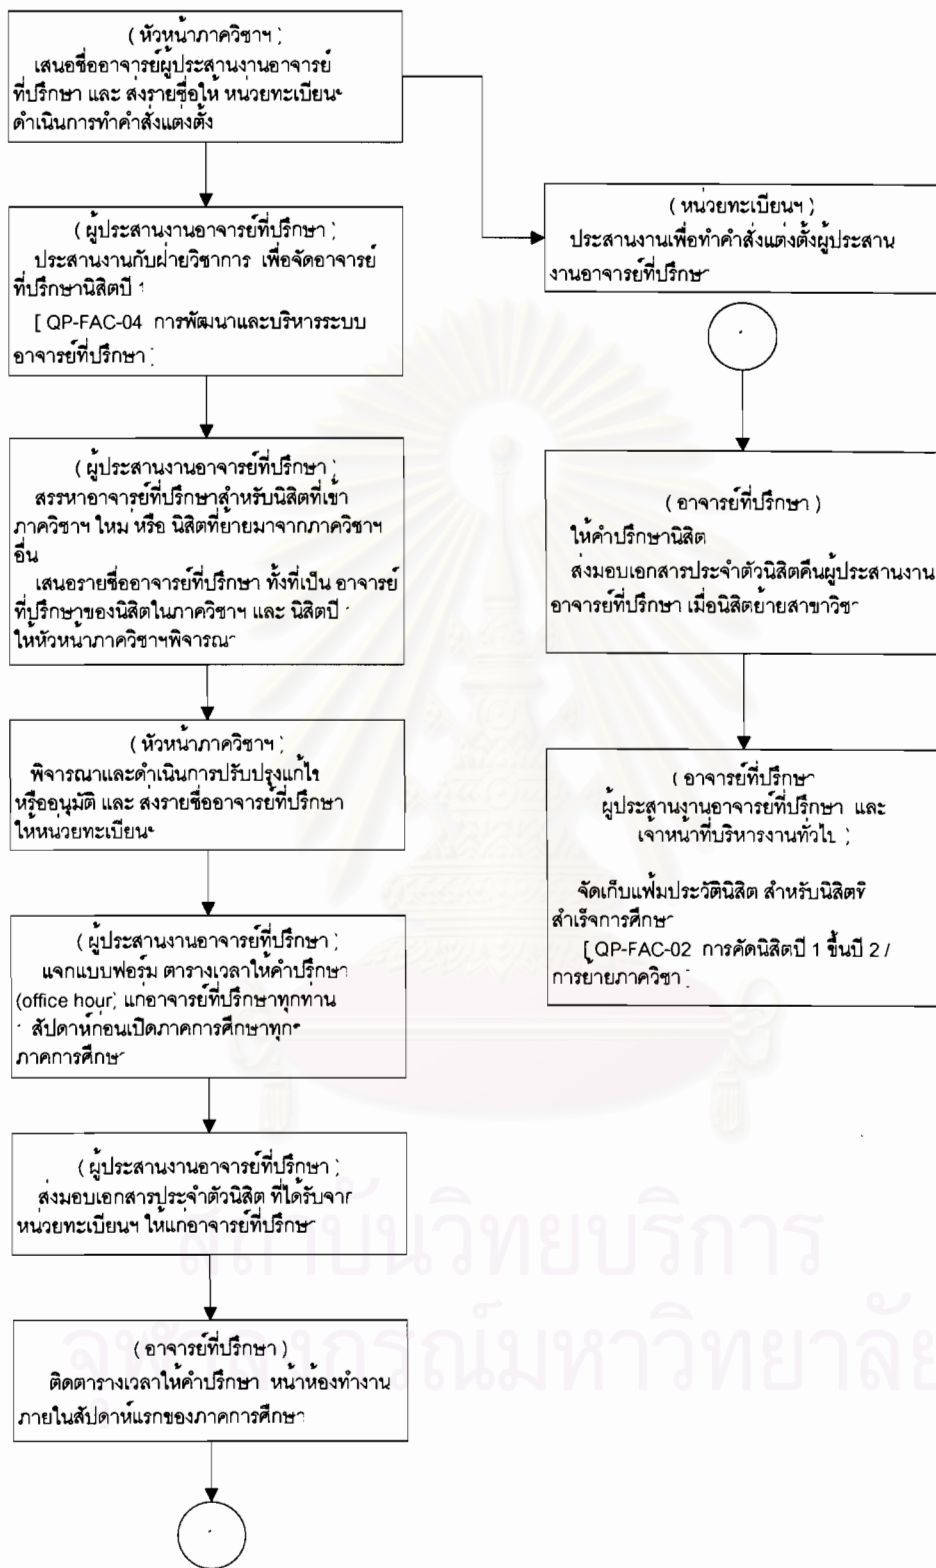 ( หัวหน้าภาควิชาฯ )
เสนอชื่ออาจารย์ผู้ประสานงานอาจารย์
ที่ปรึกษา และ ส่งรายชื่อให้ หน่วยทะเบียนฯ
ดำเนินการทำคำสั่งแต่งตั้ง
( ผู้ประสานงานอาจารย์ที่ปรึกษา )
ประสานงานกับฝ่ายวิชาการ เพื่อจัดอาจารย์
ที่ปรึกษานิสิตปี
[ QP-FAC-04 การพัฒนาและบริหารระบบ
อาจารย์ที่ปรึกษา ]
( ผู้ประสานงานอาจารย์ที่ปรึกษา )
สรรหาอาจารย์ที่ปรึกษาสำหรับนิสิตที่เข้า
ภาควิชาฯ ใหม่ หรือ นิสิตที่ย้ายมาจากภาควิชาฯ
อื่น
เสนอรายชื่ออาจารย์ที่ปรึกษา ทั้งที่เป็น อาจารย์
ที่ปรึกษาของนิสิตในภาควิชาฯ และ นิสิตปี
ให้หัวหน้าภาควิชาฯพิจารณา
( หัวหน้าภาควิชาฯ )
พิจารณาและดำเนินการปรับปรุงแก้ไข
หรืออนุมัติ และ ส่งรายชื่ออาจารย์ที่ปรึกษา
ให้หน่วยทะเบียนฯ
( ผู้ประสานงานอาจารย์ที่ปรึกษา )
แจกแบบฟอร์ม ตารางเวลาให้คำปรึกษา
(office hour) แก่อาจารย์ที่ปรึกษาทุกท่าน
สัปดาห์ก่อนเปิดภาคการศึกษาทุกๆ
ภาคการศึกษา
( ผู้ประสานงานอาจารย์ที่ปรึกษา )
ส่งมอบเอกสารประจำตัวนิสิต ที่ได้รับจาก
หน่วยทะเบียนฯ ให้แก่อาจารย์ที่ปรึกษา
( อาจารย์ที่ปรึกษา )
ติดตารางเวลาให้คำปรึกษา หน้าห้องทำงาน
ภายในสัปดาห์แรกของภาคการศึกษา
( หน่วยทะเบียนฯ )
ประสานงานเพื่อทำคำสั่งแต่งตั้งผู้ประสาน
งานอาจารย์ที่ปรึกษา
( อาจารย์ที่ปรึกษา )
ให้คำปรึกษานิสิต
ส่งมอบเอกสารประจำตัวนิสิตคืนผู้ประสานงาน
อาจารย์ที่ปรึกษา เมื่อนิสิตย้ายสาขาวิชา
( อาจารย์ที่ปรึกษา
ผู้ประสานงานอาจารย์ที่ปรึกษา และ
เจ้าหน้าที่บริหารงานทั่วไป )
จัดเก็บแฟ้มประวัตินิสิต สำหรับนิสิตที่
สำเร็จการศึกษา
[ QP-FAC-02 การคัดนิสิตปี 1 ขึ้นปี 2 /
การย้ายภาควิชา ]
สถาบันวิทยบริการ
จุฬาลงกรณ์มหาวิทยาลัย